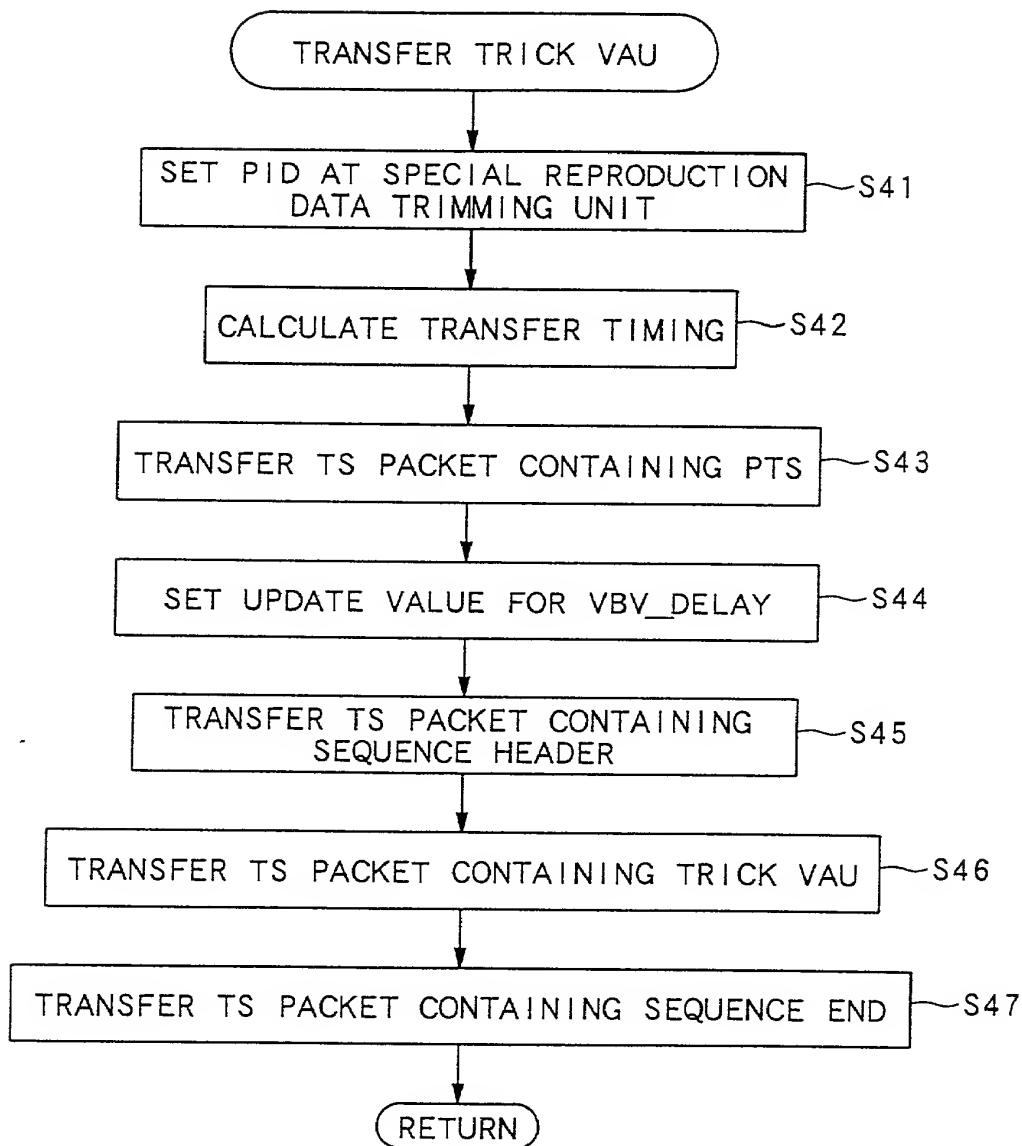 TRANSFER TRICK VAU
SET PID AT SPECIAL REPRODUCTION
DATA TRIMMING UNIT
S41
CALCULATE TRANSFER TIMING
S42
TRANSFER TS PACKET CONTAINING PTS
S43
SET UPDATE VALUE FOR VBV__DELAY
S44
TRANSFER TS PACKET CONTAINING
SEQUENCE HEADER
S45
TRANSFER TS PACKET CONTAINING TRICK VAU
S46
TRANSFER TS PACKET CONTAINING SEQUENCE END
S47
RETURN